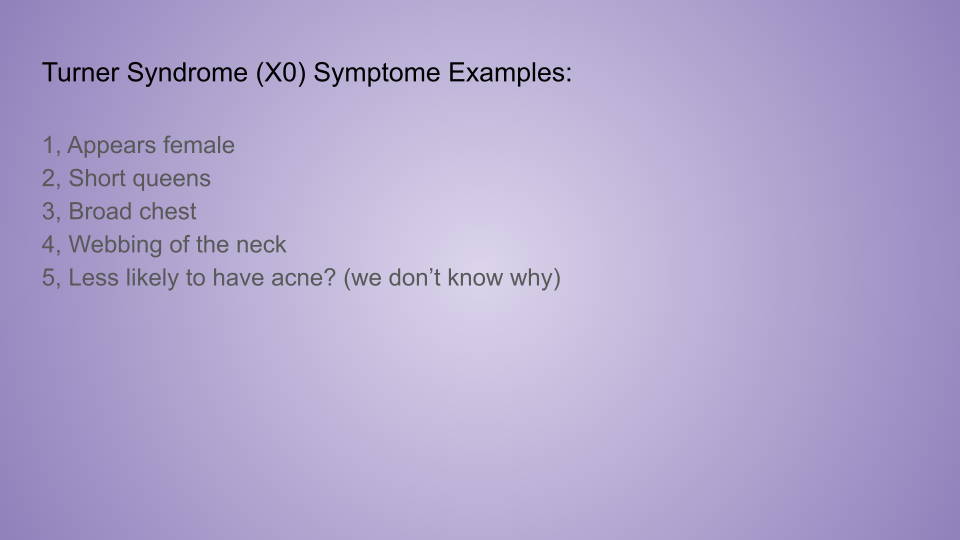 Turner Syndrome (X0) Symptome Examples:
1, Appears female
2, Short queens
3, Broad chest
4, Webbing of the neck
5, Less likely to have acne? (we don’t know why)